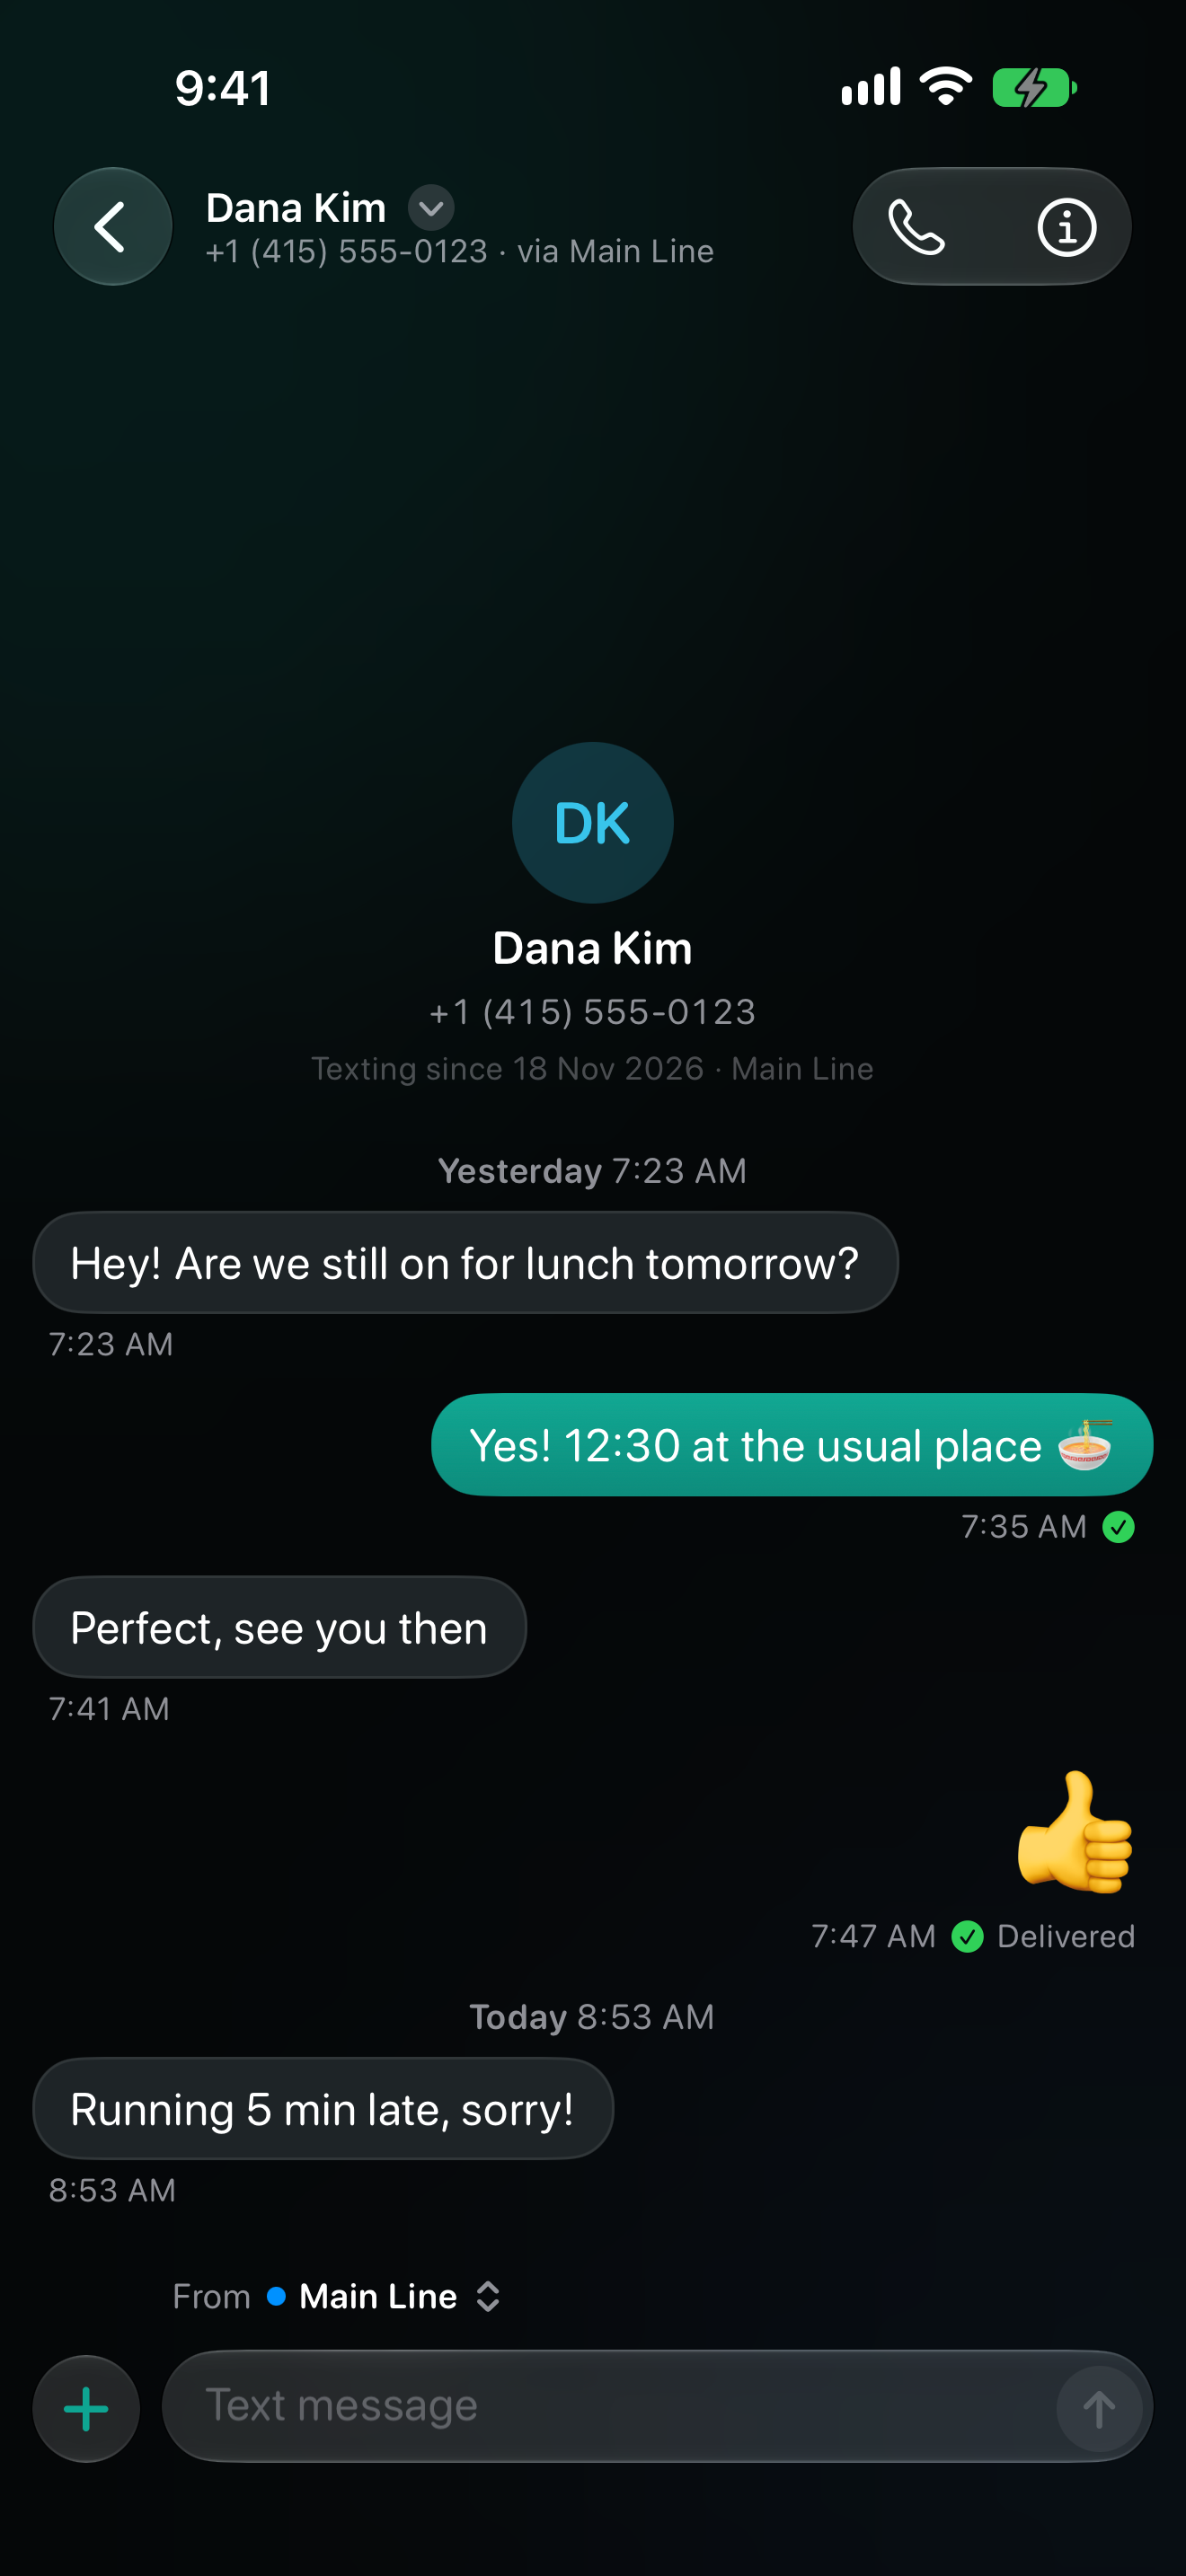 9:41
Dana Kim
+1 (415) 555-0123 · via Main Line
DK
Dana Kim
+1 (415) 555-0123
Texting since 18 Nov 2026 · Main Line
Yesterday 7:23 AM
Hey! Are we still on for lunch tomorrow?
7:23 AM
Yes! 12:30 at the usual place 🍜
7:35 AM
Perfect, see you then
7:41 AM
👍
7:47 AM Delivered
Today 8:53 AM
Running 5 min late, sorry!
8:53 AM
From Main Line
Text message